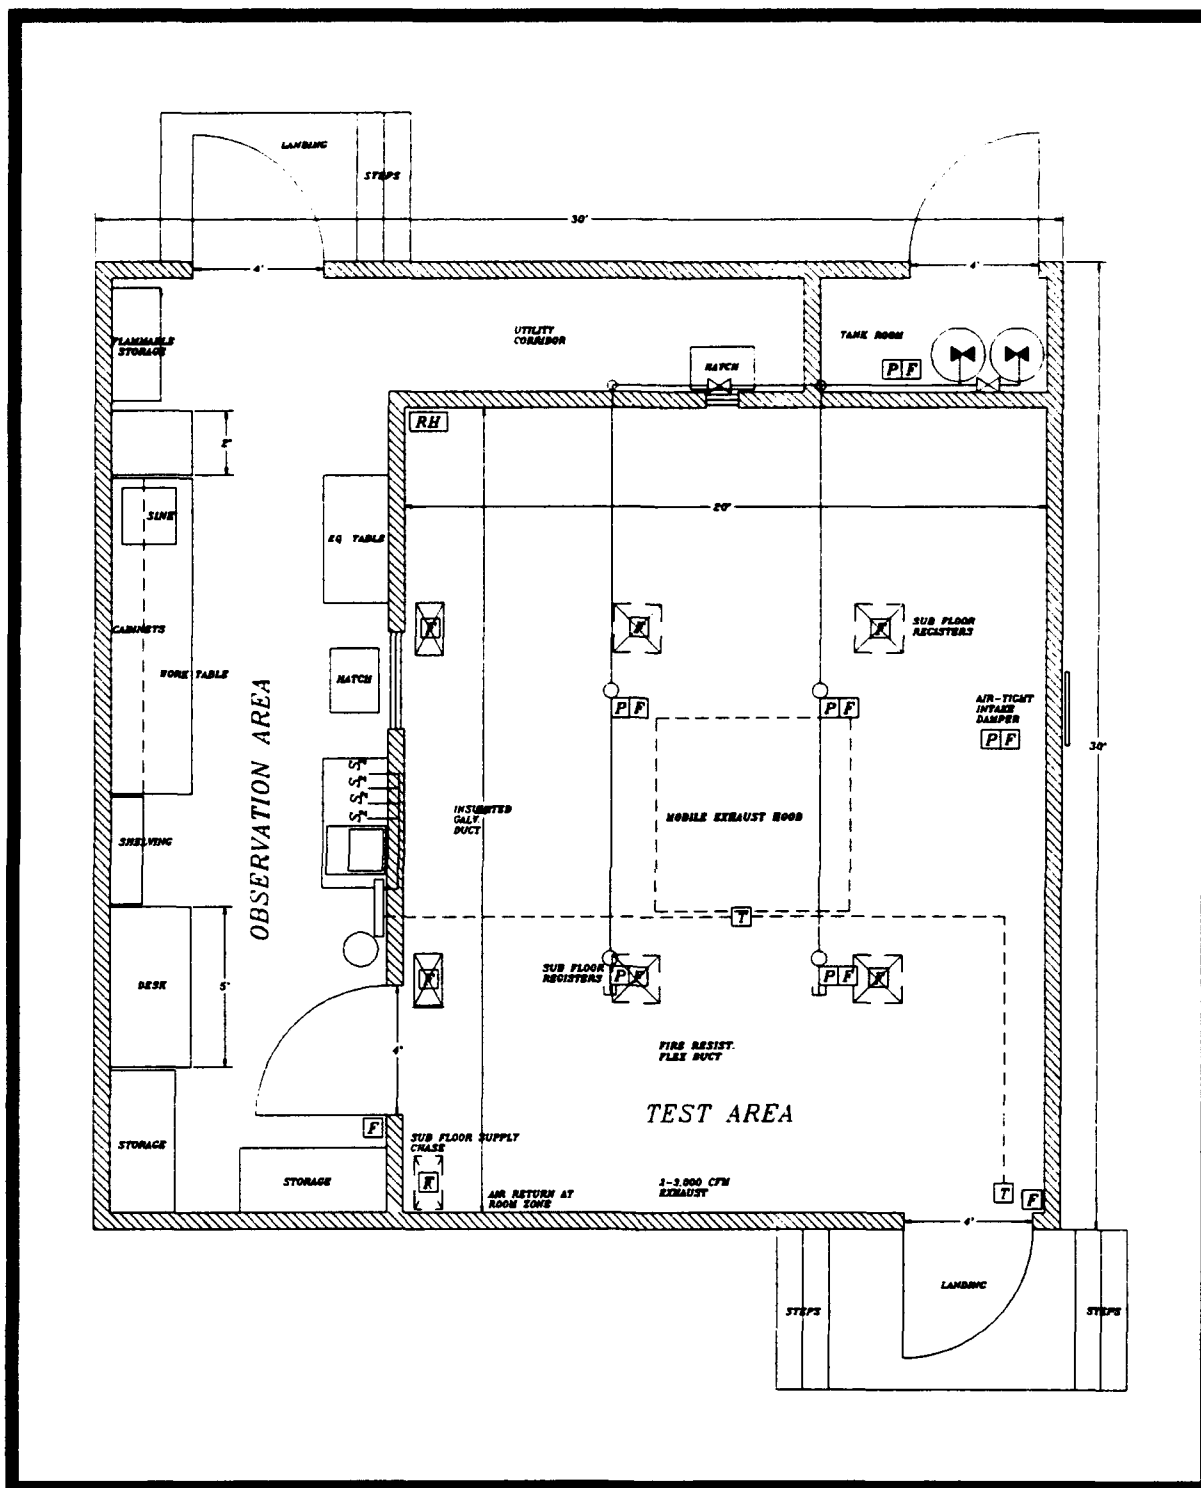 LANDING
STEPS
30'
4'
4'
FLAMMABLE
STORAGE
UTILITY
CORRIDOR
TANK ROOM
HATCH
P F
RH
2'
20'
SINK
EQ TABLE
F
F
F
SUB FLOOR
REGISTERS
CABINETS
WORK TABLE
HATCH
OBSERVATION AREA
P F
P F
AIR-TIGHT
INTAKE
DAMPER
P F
30'
INSULATED
GALV.
DUCT
MOBILE EXHAUST HOOD
SHELVING
T
F
SUB FLOOR
REGISTERS
P F
P F
F
DESK
5'
4'
FIRE RESIST.
FLEX DUCT
TEST AREA
F
SUB FLOOR SUPPLY
CHASE
STORAGE
STORAGE
AIR RETURN AT
ROOM ZONE
2-3,000 CFM
EXHAUST
T
F
4'
LANDING
STEPS
STEPS